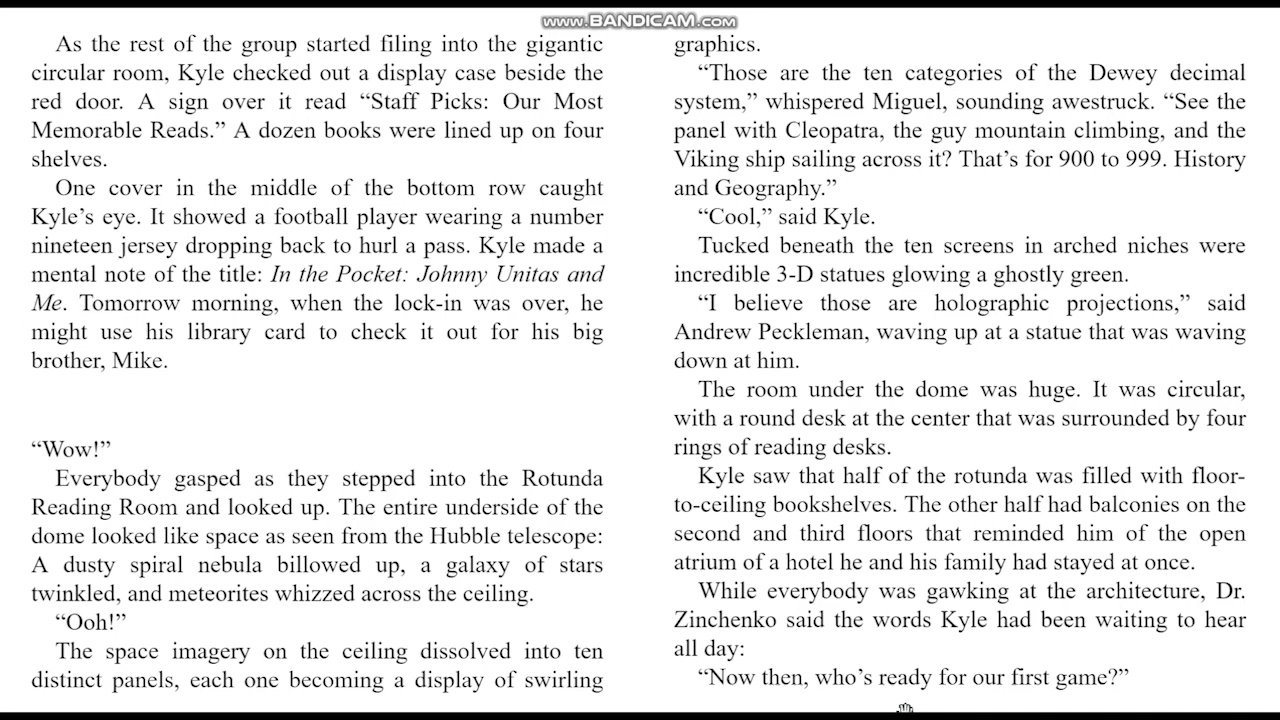 www.BANDICAM.com
As the rest of the group started filing into the gigantic
circular room, Kyle checked out a display case beside the
red door. A sign over it read “Staff Picks: Our Most
Memorable Reads.” A dozen books were lined up on four
shelves.
One cover in the middle of the bottom row caught
Kyle’s eye. It showed a football player wearing a number
nineteen jersey dropping back to hurl a pass. Kyle made a
mental note of the title: In the Pocket: Johnny Unitas and
Me. Tomorrow morning, when the lock-in was over, he
might use his library card to check it out for his big
brother, Mike.
“Wow!”
Everybody gasped as they stepped into the Rotunda
Reading Room and looked up. The entire underside of the
dome looked like space as seen from the Hubble telescope:
A dusty spiral nebula billowed up, a galaxy of stars
twinkled, and meteorites whizzed across the ceiling.
“Ooh!”
The space imagery on the ceiling dissolved into ten
distinct panels, each one becoming a display of swirling
graphics.
“Those are the ten categories of the Dewey decimal
system,” whispered Miguel, sounding awestruck. “See the
panel with Cleopatra, the guy mountain climbing, and the
Viking ship sailing across it? That’s for 900 to 999. History
and Geography.”
“Cool,” said Kyle.
Tucked beneath the ten screens in arched niches were
incredible 3-D statues glowing a ghostly green.
“I believe those are holographic projections,” said
Andrew Peckleman, waving up at a statue that was waving
down at him.
The room under the dome was huge. It was circular,
with a round desk at the center that was surrounded by four
rings of reading desks.
Kyle saw that half of the rotunda was filled with floor-
to-ceiling bookshelves. The other half had balconies on the
second and third floors that reminded him of the open
atrium of a hotel he and his family had stayed at once.
While everybody was gawking at the architecture, Dr.
Zinchenko said the words Kyle had been waiting to hear
all day:
“Now then, who’s ready for our first game?”